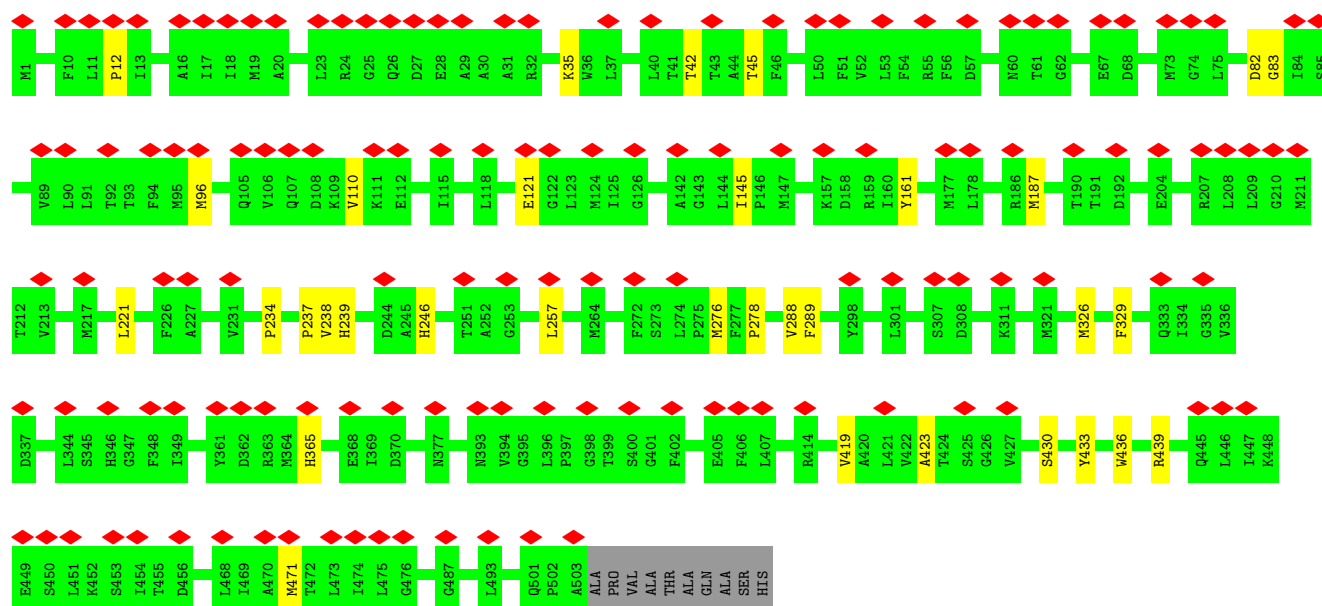 M1 F10 L11 P12 I13 A16 I17 I18 M19 A20 L23 R24 G25 Q26 D27 E28 A29 A30 A31 R32 K35 W36 L37 L40 T41 T42 T43 A44 T45 F46 L50 F51 V52 L53 F54 R55 F56 D57 N60 T61 G62 E67 D68 M73 G74 L75 D82 G83 I84 S85
V89 L90 L91 T92 T93 F94 M95 M96 Q105 V106 Q107 D108 K109 V110 K111 E112 I115 L118 E121 G122 L123 M124 I125 G126 A142 G143 L144 I145 P146 M147 K157 D158 R159 I160 Y161 M177 L178 R186 M187 T190 T191 D192 E204 R207 L208 L209 G210 M211
T212 V213 M217 L221 F226 A227 V231 P234 P237 V238 H239 D244 A245 H246 T251 A252 G253 L257 M264 F272 S273 L274 P275 M276 F277 P278 V288 F289 Y298 L301 S307 D308 K311 M321 M326 F329 Q333 I334 G335 V336
D337 L344 S345 H346 G347 F348 I349 Y361 D362 R363 M364 H365 E368 I369 D370 N377 N393 V394 G395 L396 P397 G398 T399 S400 G401 F402 E405 F406 L407 R414 V419 A420 L421 V422 A423 T424 S425 G426 V427 S430 Y433 W436 R439 Q445 L446 I447 K448
E449 S450 L451 K452 S453 I454 T455 D456 L468 I469 A470 M471 T472 L473 I474 L475 G476 G487 L493 Q501 P502 A503 ALA PRO VAL ALA THR ALA GLN ALA SER HIS